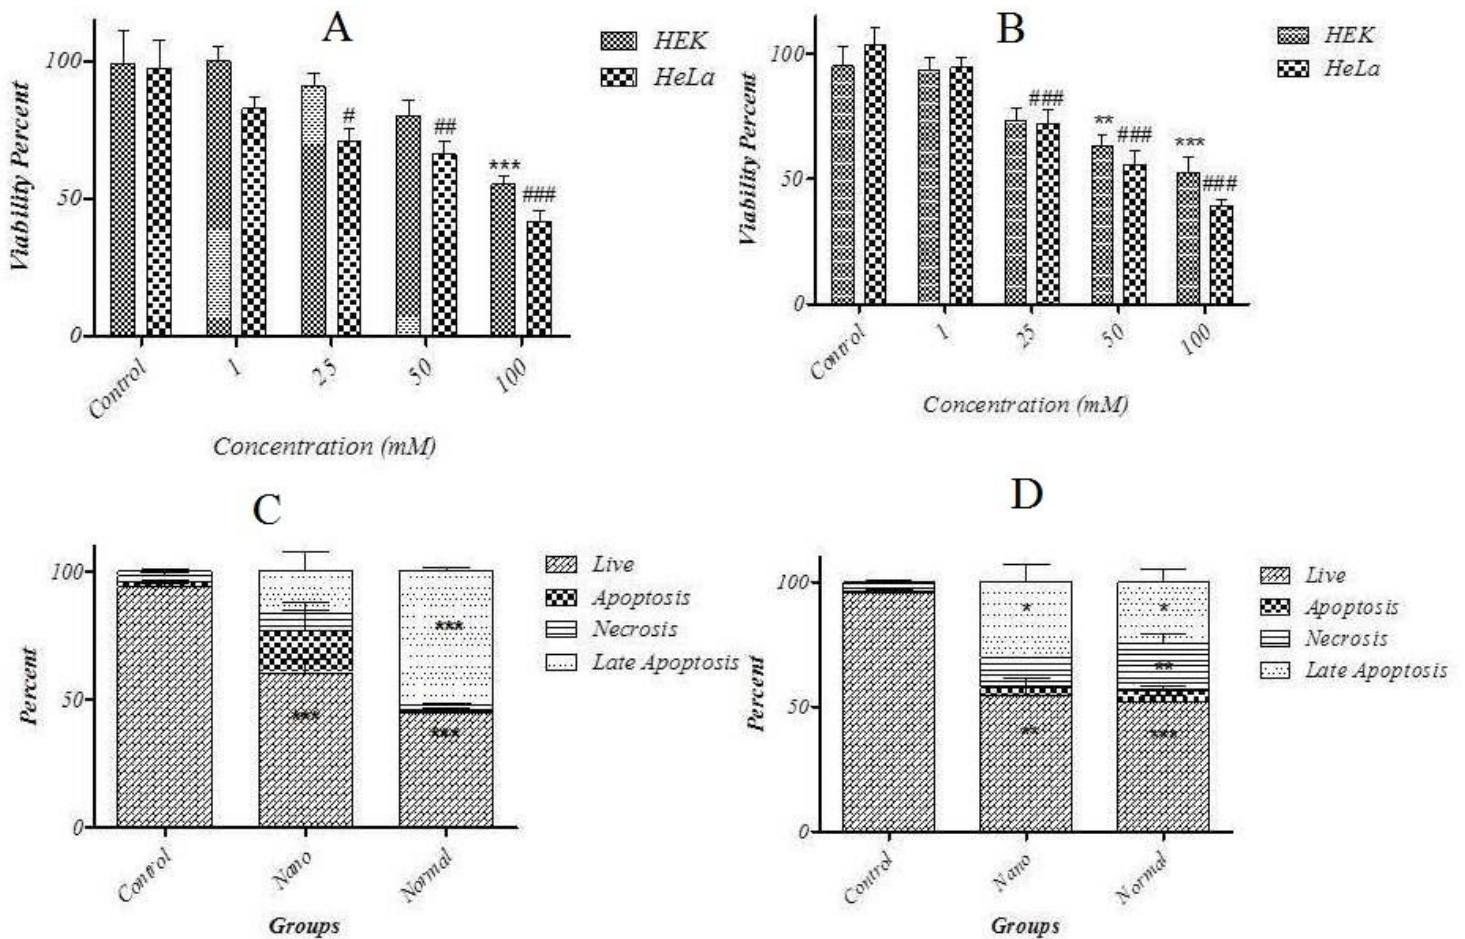 A
HEK
HeLa
Viability Percent
100
50
0
#
##
***
###
Control
1
25
50
100
Concentration (mM)
B
HEK
HeLa
Viability Percent
100
50
0
###
**
###
***
###
Control
1
25
50
100
Concentration (mM)
C
Live
Apoptosis
Necrosis
Late Apoptosis
Percent
100
50
0
***
***
***
Control
Nano
Normal
Groups
D
Live
Apoptosis
Necrosis
Late Apoptosis
Percent
100
50
0
*
*
**
**
***
Control
Nano
Normal
Groups